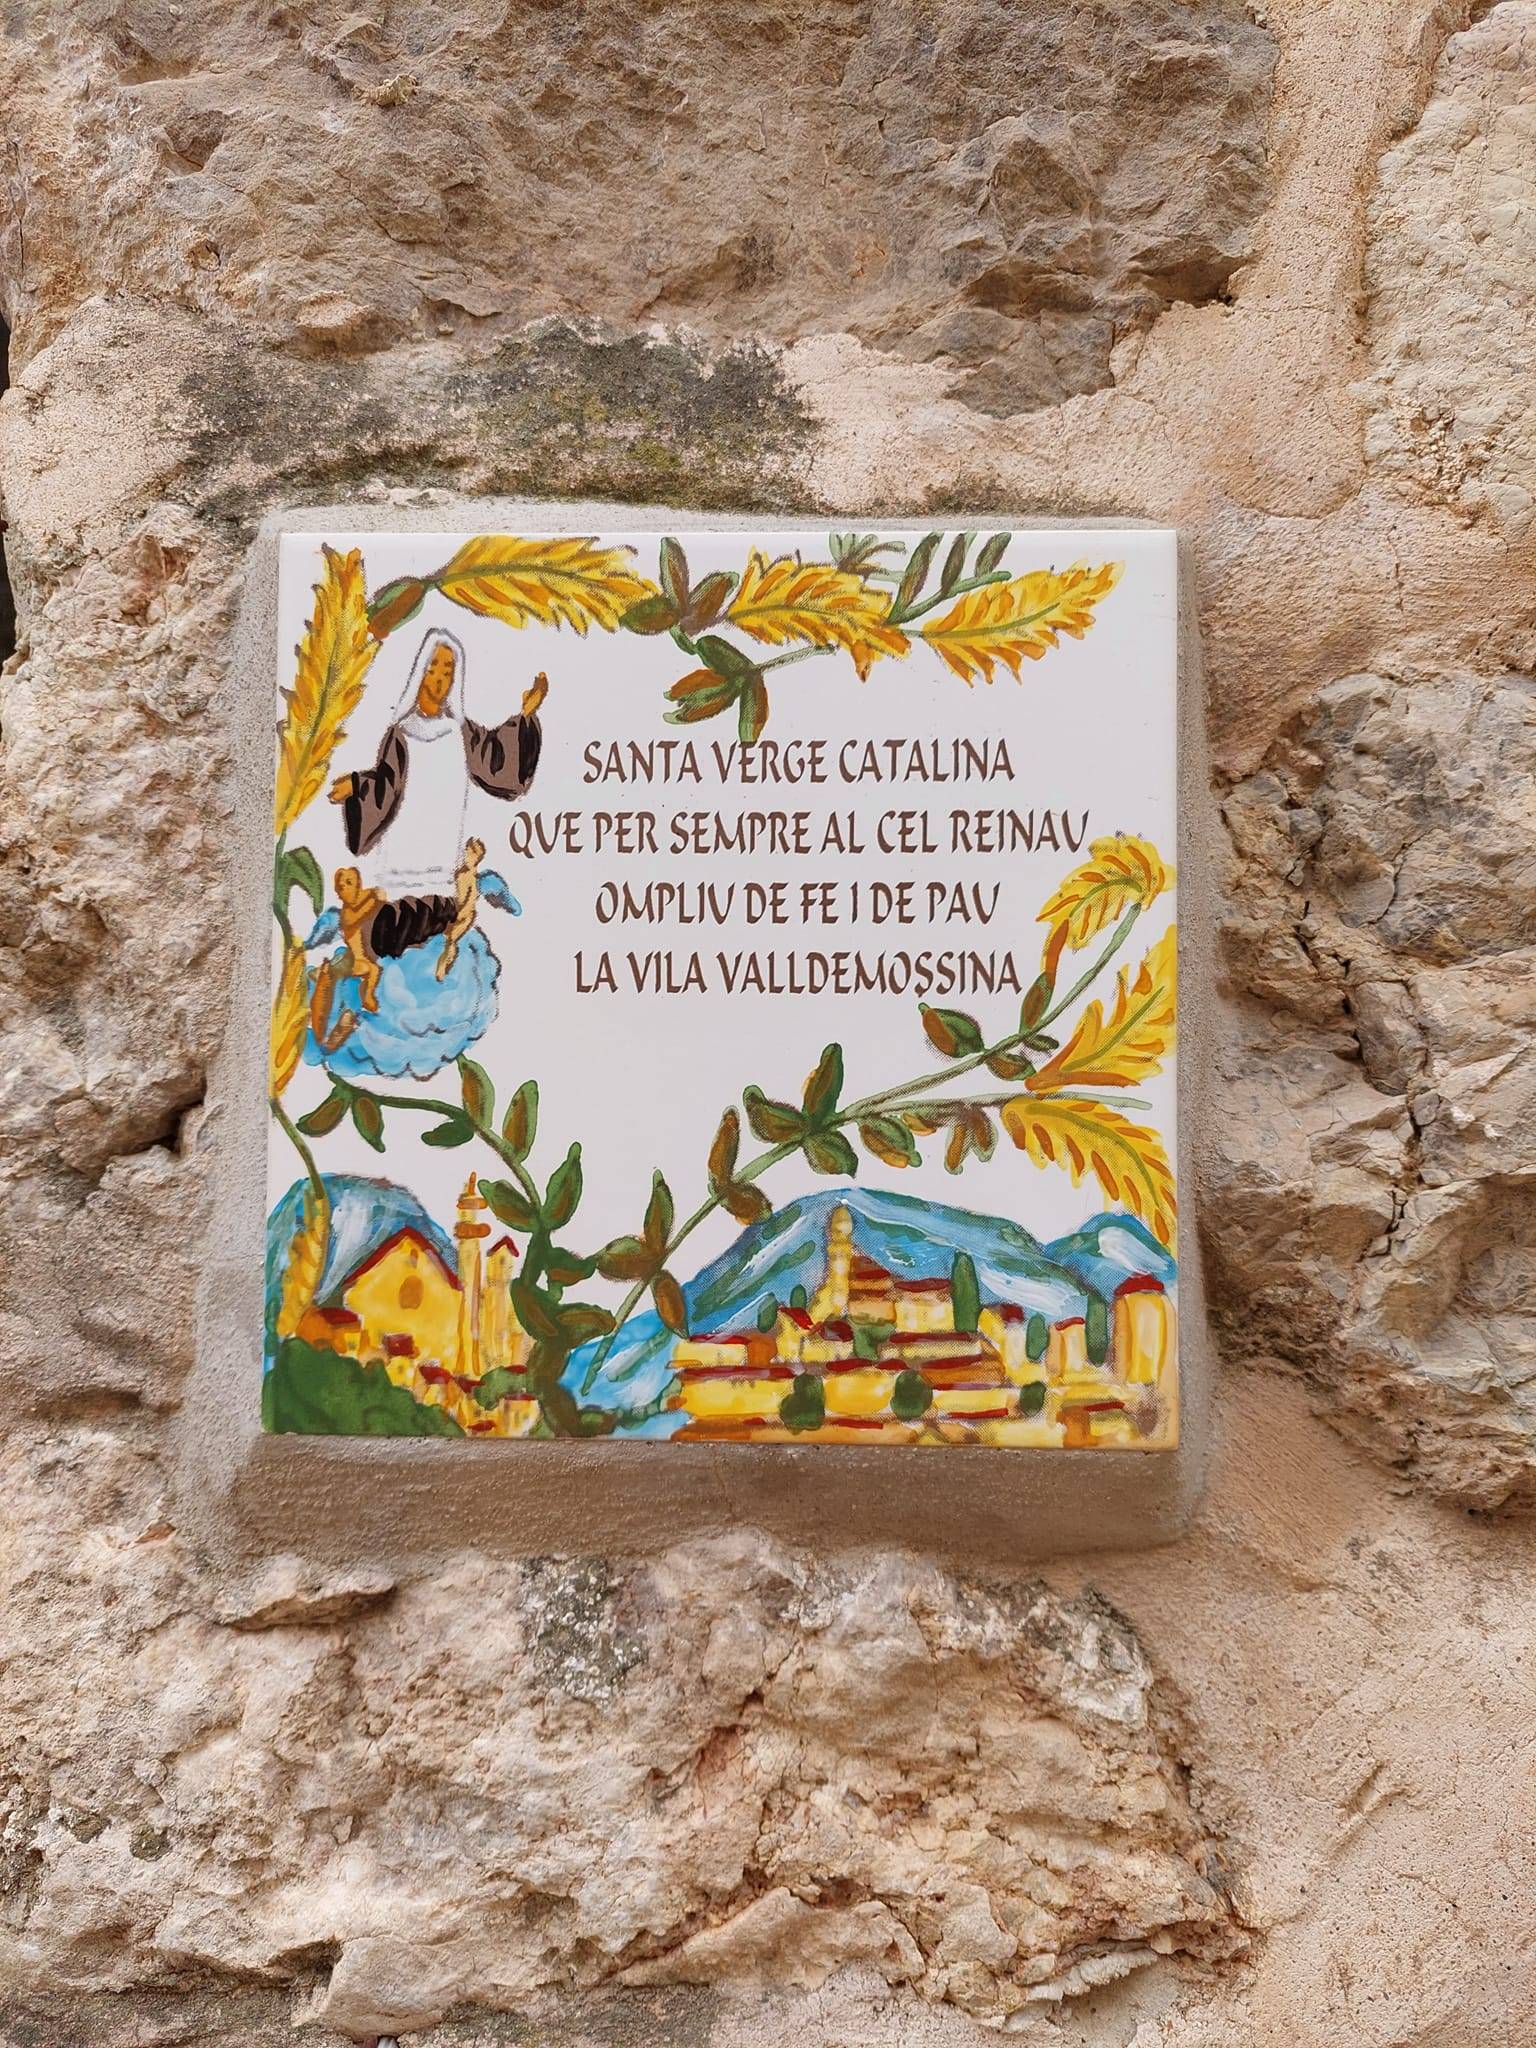 SANTA VERGE CATALINA
QUE PER SEMPRE AL CEL REINAU
OMPLIU DE FE I DE PAU
LA VILA VALLDEMOSSINA